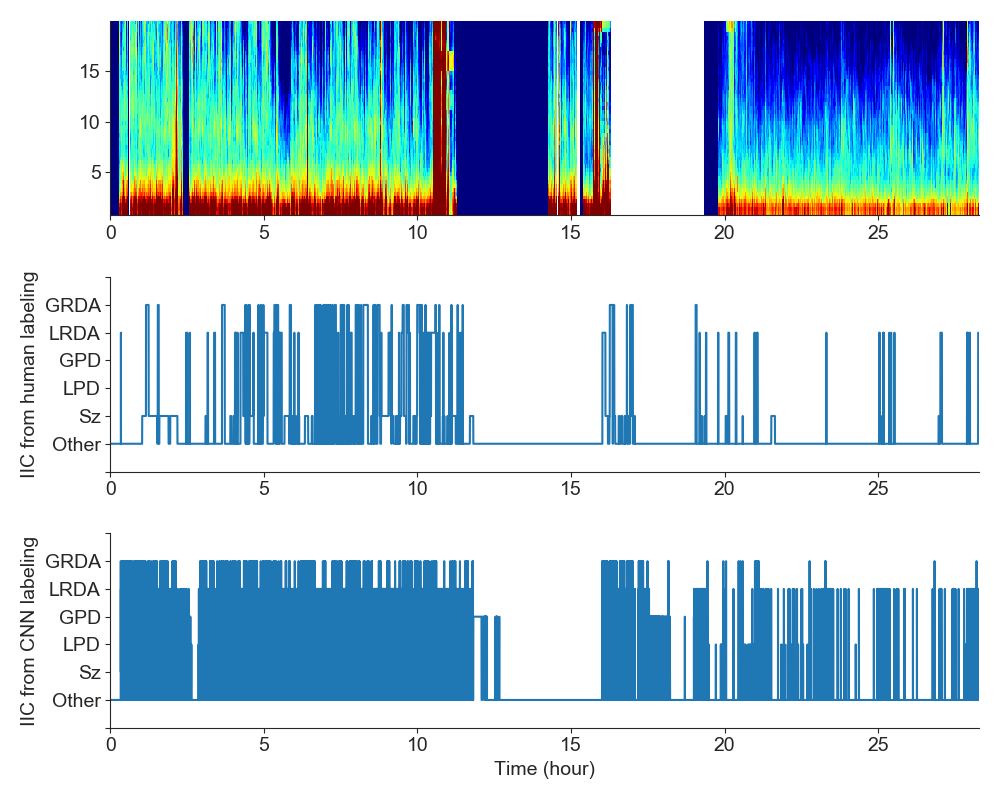 15
10
5
0 5 10 15 20 25
IIC from human labeling
GRDA
LRDA
GPD
LPD
Sz
Other
0 5 10 15 20 25
IIC from CNN labeling
GRDA
LRDA
GPD
LPD
Sz
Other
0 5 10 15 20 25
Time (hour)